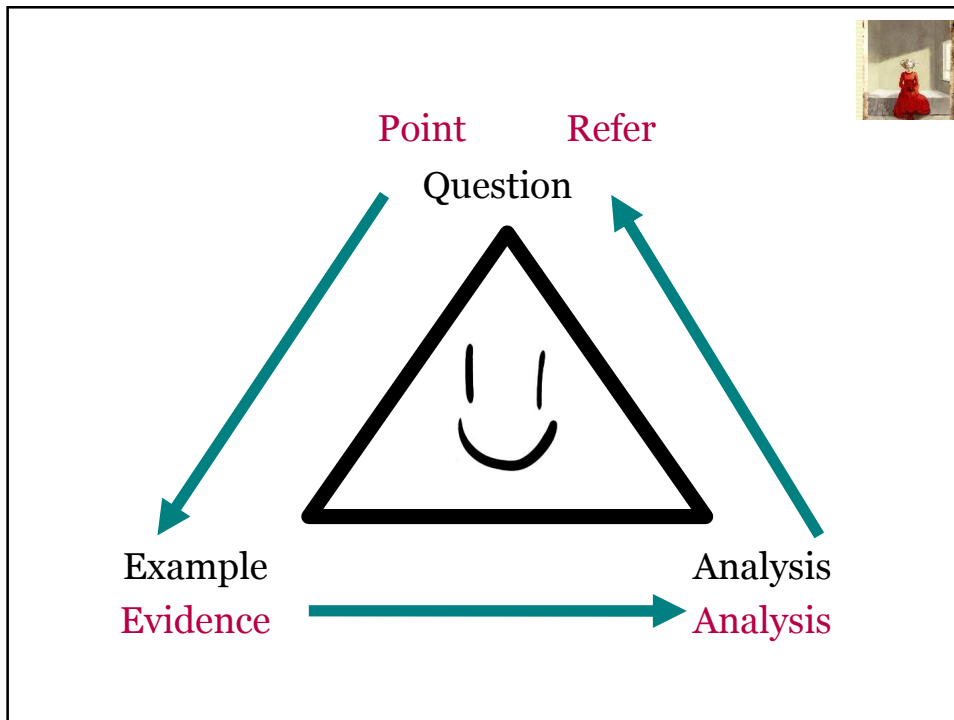 Point Refer
Question
Example Analysis
Evidence Analysis